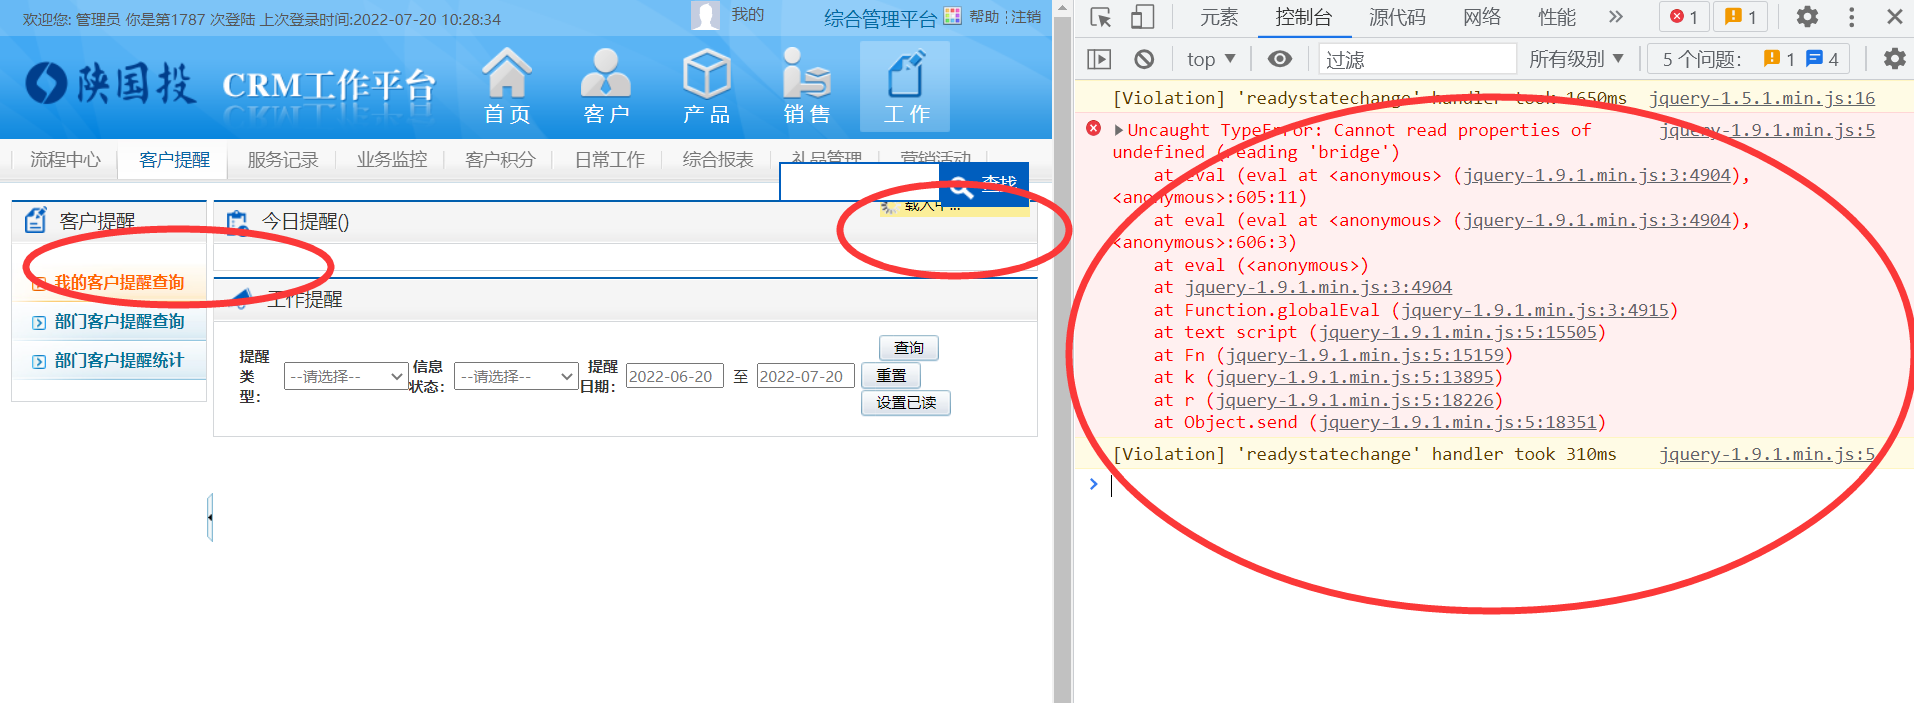 欢迎您: 管理员 你是第1787 次登陆 上次登录时间:2022-07-20 10:28:34
我的
综合管理平台 帮助 注销
陕国投 CRM工作平台
首页 客户 产品 销售 工作
流程中心 客户提醒 服务记录 业务监控 客户积分 日常工作 综合报表 礼品管理 营销活动
查找
载入中...
客户提醒
我的客户提醒查询
部门客户提醒查询
部门客户提醒统计
今日提醒()
工作提醒
提醒类型:
--请选择--
信息状态:
--请选择--
提醒日期:
2022-06-20 至 2022-07-20
查询
重置
设置已读
元素 控制台 源代码 网络 性能 » 1 1
top ▼ 过滤 所有级别 ▼ 5 个问题: 1 4
[Violation] 'readystatechange' handler took 1650ms jquery-1.5.1.min.js:16
▶Uncaught TypeError: Cannot read properties of jquery-1.9.1.min.js:5
undefined (reading 'bridge')
at eval (eval at <anonymous> (jquery-1.9.1.min.js:3:4904),
<anonymous>:605:11)
at eval (eval at <anonymous> (jquery-1.9.1.min.js:3:4904),
<anonymous>:606:3)
at eval (<anonymous>)
at jquery-1.9.1.min.js:3:4904
at Function.globalEval (jquery-1.9.1.min.js:3:4915)
at text script (jquery-1.9.1.min.js:5:15505)
at Fn (jquery-1.9.1.min.js:5:15159)
at k (jquery-1.9.1.min.js:5:13895)
at r (jquery-1.9.1.min.js:5:18226)
at Object.send (jquery-1.9.1.min.js:5:18351)
[Violation] 'readystatechange' handler took 310ms jquery-1.9.1.min.js:5